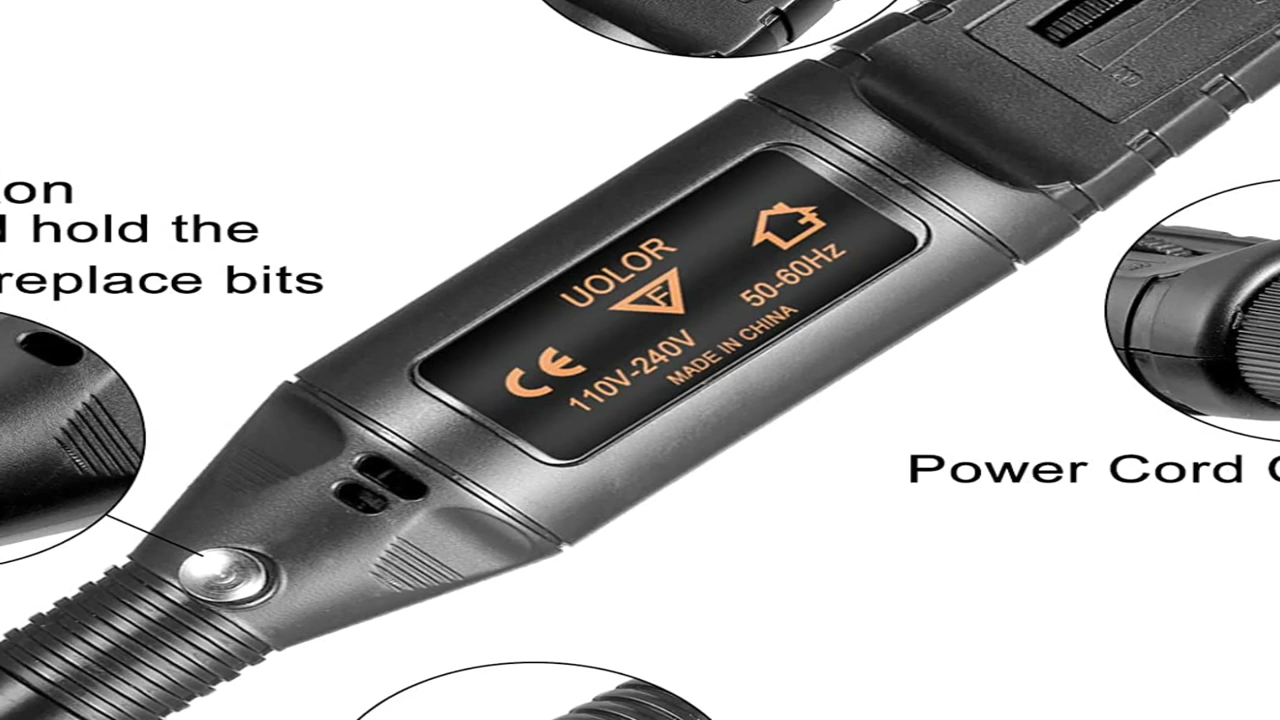 on
hold the
replace bits
UOLOR
F
CE
110V-240V
50-60Hz
MADE IN CHINA
Power Cord